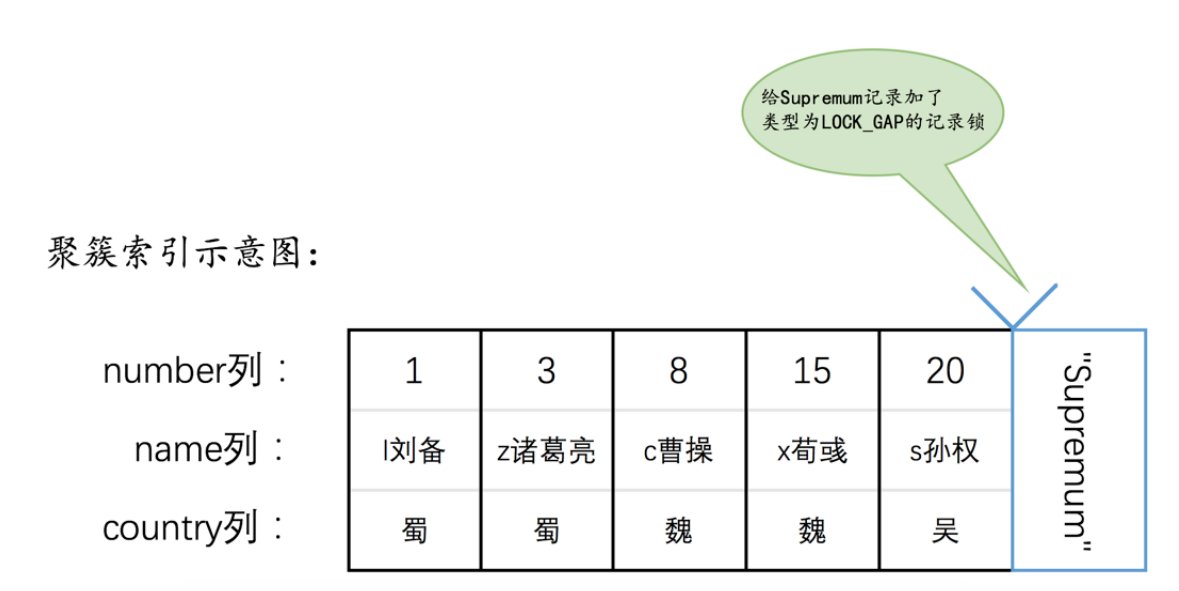 给Supremum记录加了
类型为LOCK_GAP的记录锁
聚簇索引示意图：
number列： 1 3 8 15 20 "Supremum"
name列： l刘备 z诸葛亮 c曹操 x荀彧 s孙权
country列： 蜀 蜀 魏 魏 吴